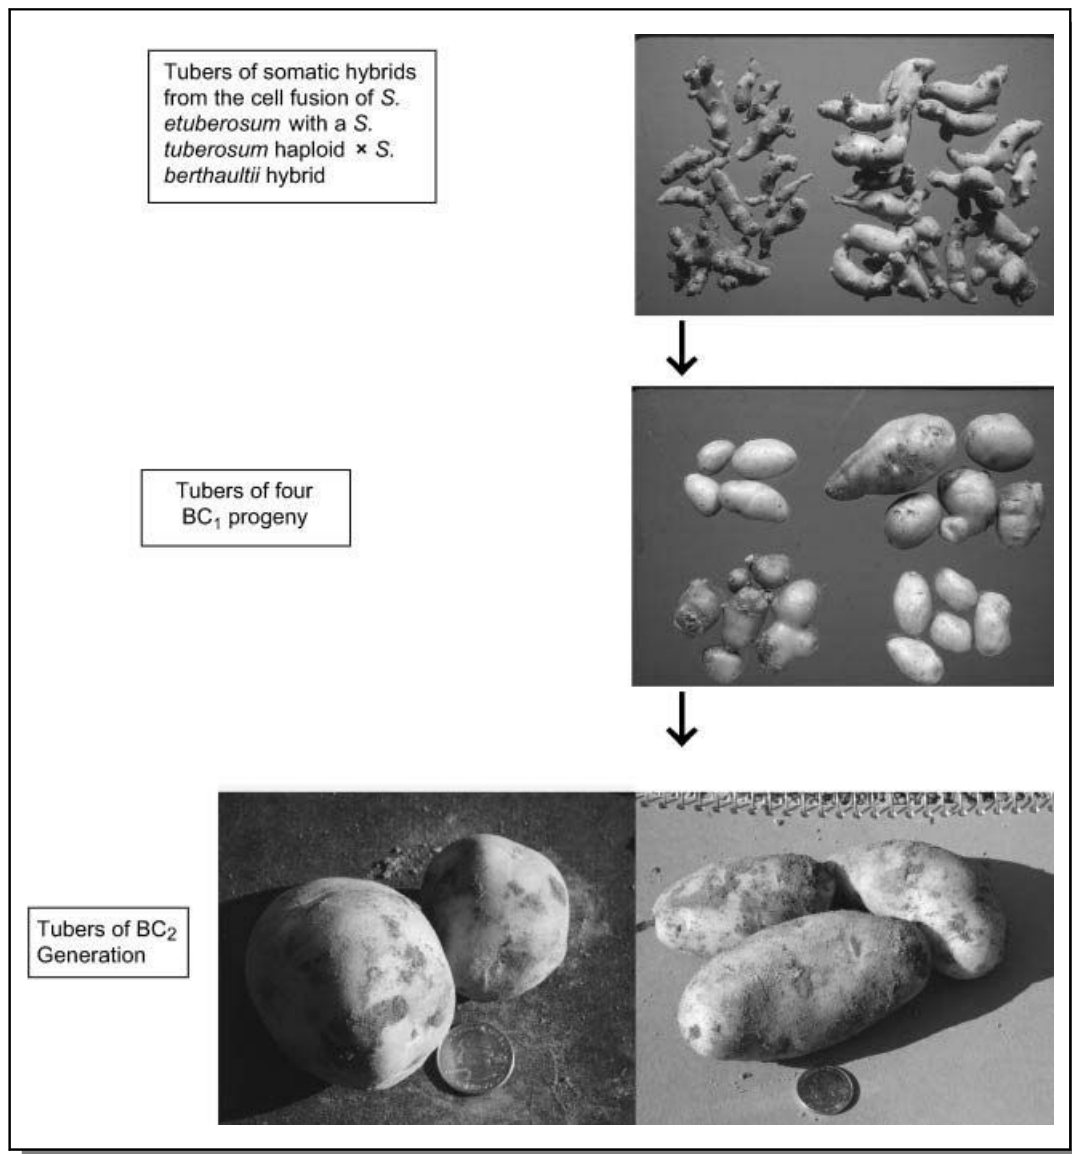 Tubers of somatic hybrids
from the cell fusion of S.
etuberosum with a S.
tuberosum haploid × S.
berthaultii hybrid
Tubers of four
BC₁ progeny
Tubers of BC₂
Generation